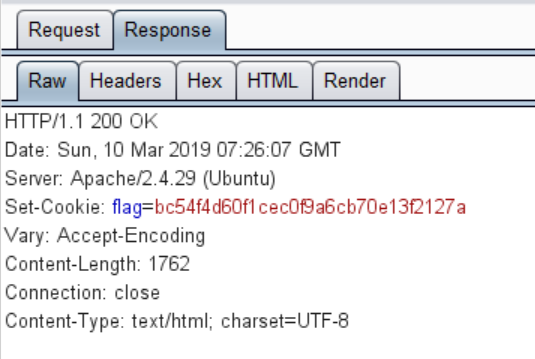 Request Response
Raw Headers Hex HTML Render
HTTP/1.1 200 OK
Date: Sun, 10 Mar 2019 07:26:07 GMT
Server: Apache/2.4.29 (Ubuntu)
Set-Cookie: flag=bc54f4d60f1cec0f9a6cb70e13f2127a
Vary: Accept-Encoding
Content-Length: 1762
Connection: close
Content-Type: text/html; charset=UTF-8